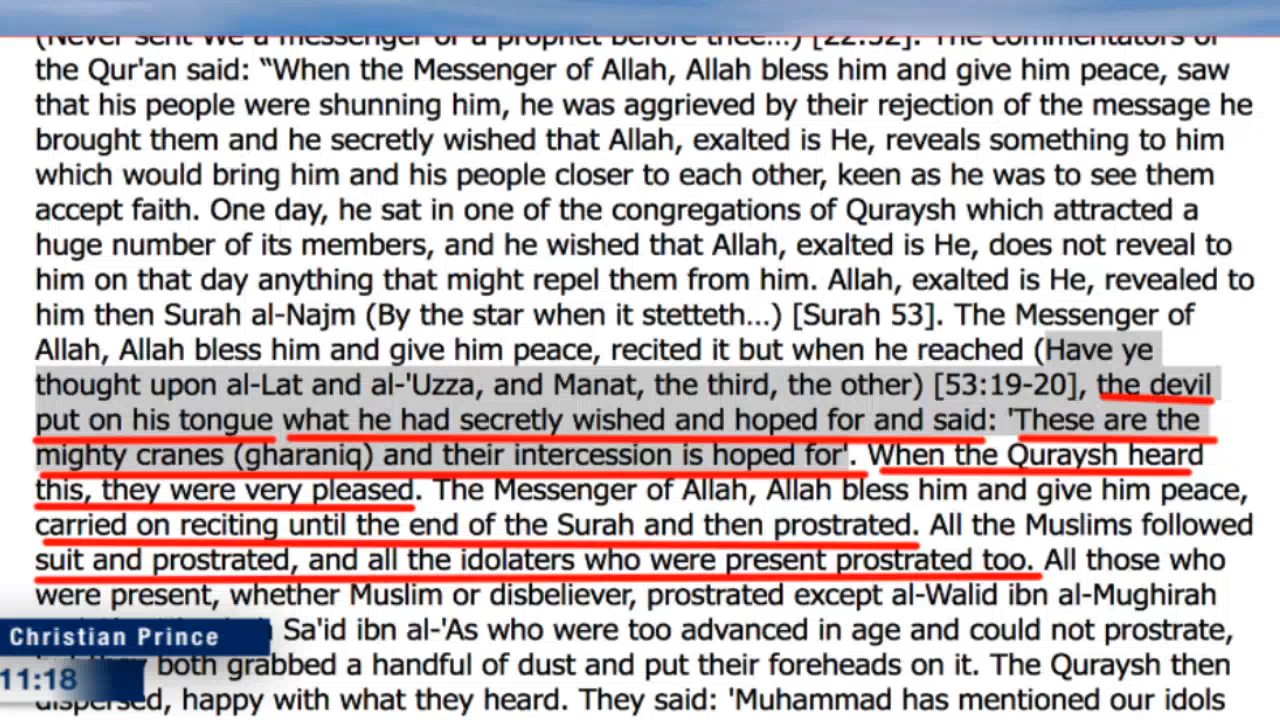 (Never sent We a messenger or a prophet before thee...) [22:52]. The commentators of
the Qur'an said: “When the Messenger of Allah, Allah bless him and give him peace, saw
that his people were shunning him, he was aggrieved by their rejection of the message he
brought them and he secretly wished that Allah, exalted is He, reveals something to him
which would bring him and his people closer to each other, keen as he was to see them
accept faith. One day, he sat in one of the congregations of Quraysh which attracted a
huge number of its members, and he wished that Allah, exalted is He, does not reveal to
him on that day anything that might repel them from him. Allah, exalted is He, revealed to
him then Surah al-Najm (By the star when it stetteth...) [Surah 53]. The Messenger of
Allah, Allah bless him and give him peace, recited it but when he reached (Have ye
thought upon al-Lat and al-'Uzza, and Manat, the third, the other) [53:19-20], the devil
put on his tongue what he had secretly wished and hoped for and said: 'These are the
mighty cranes (gharaniq) and their intercession is hoped for'. When the Quraysh heard
this, they were very pleased. The Messenger of Allah, Allah bless him and give him peace,
carried on reciting until the end of the Surah and then prostrated. All the Muslims followed
suit and prostrated, and all the idolaters who were present prostrated too. All those who
were present, whether Muslim or disbeliever, prostrated except al-Walid ibn al-Mughirah
Sa'id ibn al-'As who were too advanced in age and could not prostrate,
both grabbed a handful of dust and put their foreheads on it. The Quraysh then
dispersed, happy with what they heard. They said: 'Muhammad has mentioned our idols
Christian Prince
11:18